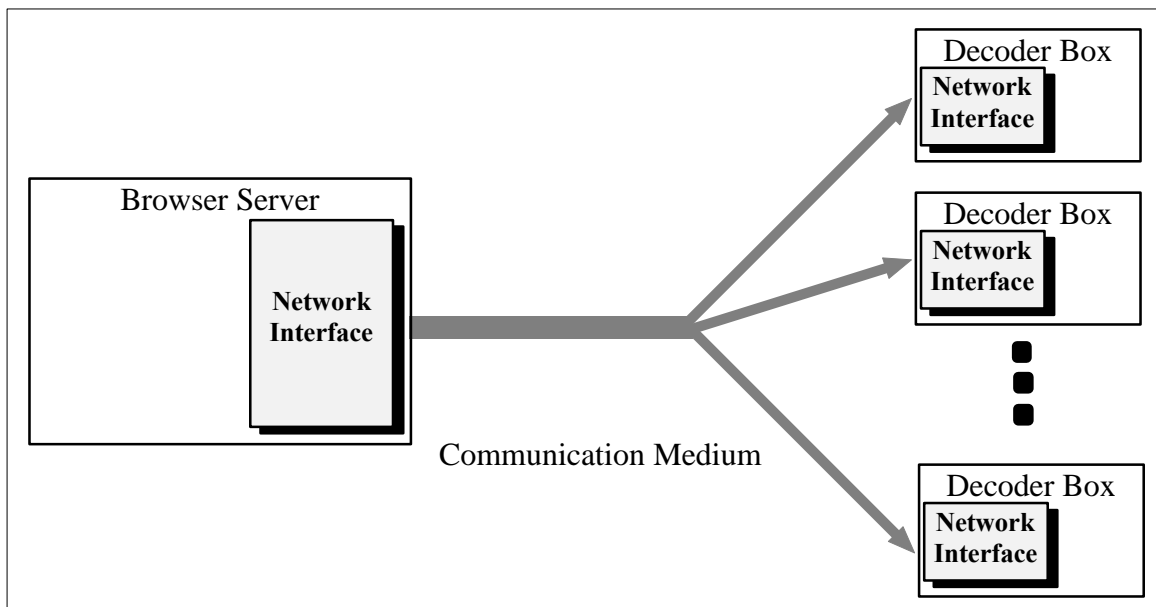 Browser Server
Network
Interface
Communication Medium
Decoder Box
Network
Interface
Decoder Box
Network
Interface
Decoder Box
Network
Interface